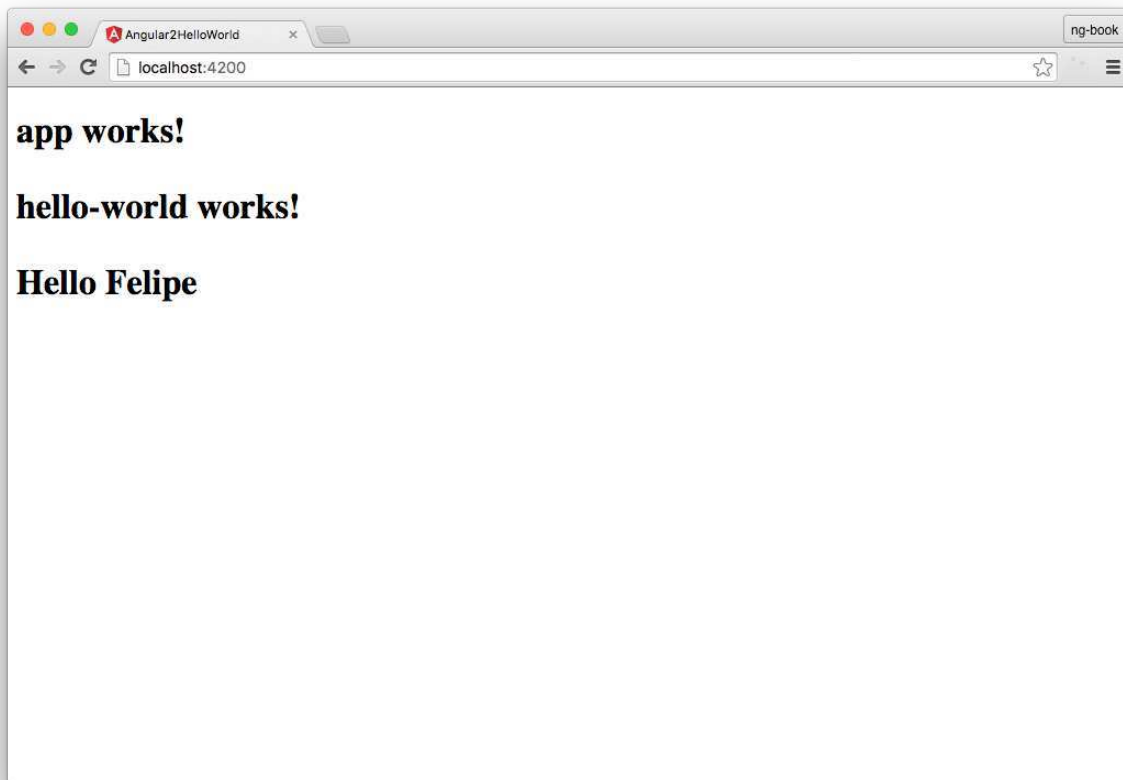 Angular2HelloWorld
ng-book
localhost:4200
app works!
hello-world works!
Hello Felipe